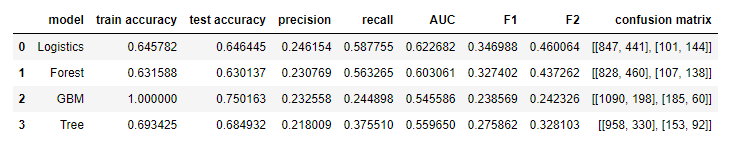 model train accuracy test accuracy precision recall AUC F1 F2 confusion matrix
0 Logistics 0.645782 0.646445 0.246154 0.587755 0.622682 0.346988 0.460064 [[847, 441], [101, 144]]
1 Forest 0.631588 0.630137 0.230769 0.563265 0.603061 0.327402 0.437262 [[828, 460], [107, 138]]
2 GBM 1.000000 0.750163 0.232558 0.244898 0.545586 0.238569 0.242326 [[1090, 198], [185, 60]]
3 Tree 0.693425 0.684932 0.218009 0.375510 0.559650 0.275862 0.328103 [[958, 330], [153, 92]]